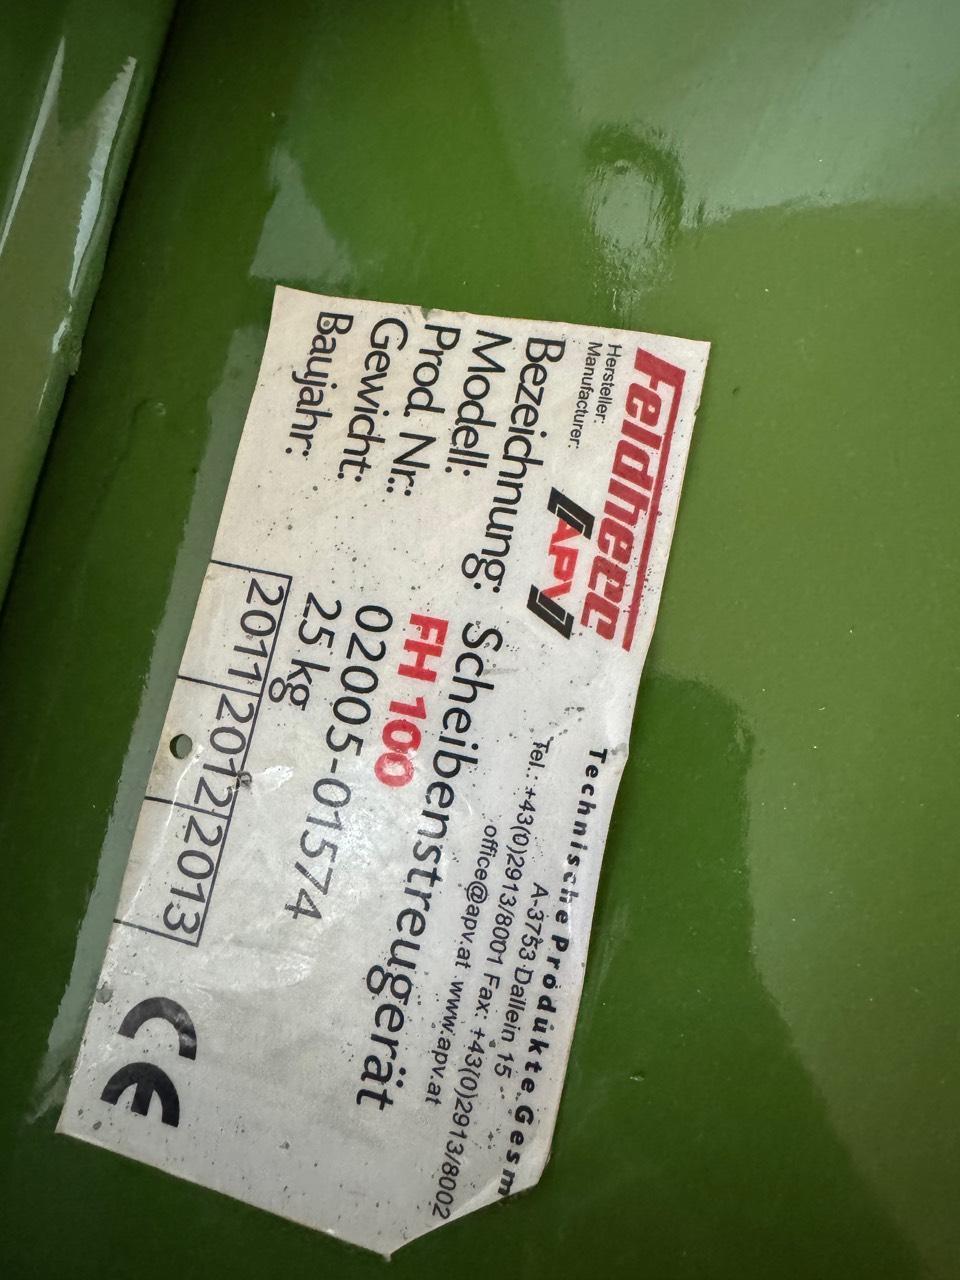 Feldherr
Hersteller:
Manufacturer:
APV
Technische Produkte Gesm
A-3753 Dallein 15
Tel.: +43(0)2913/8001 Fax: +43(0)2913/8002
office@apv.at www.apv.at
Bezeichnung: Scheibenstreugerät
Modell: FH 100
Prod. Nr.: 02005-01574
Gewicht: 25 kg
Baujahr: 2011 2012 2013
CE